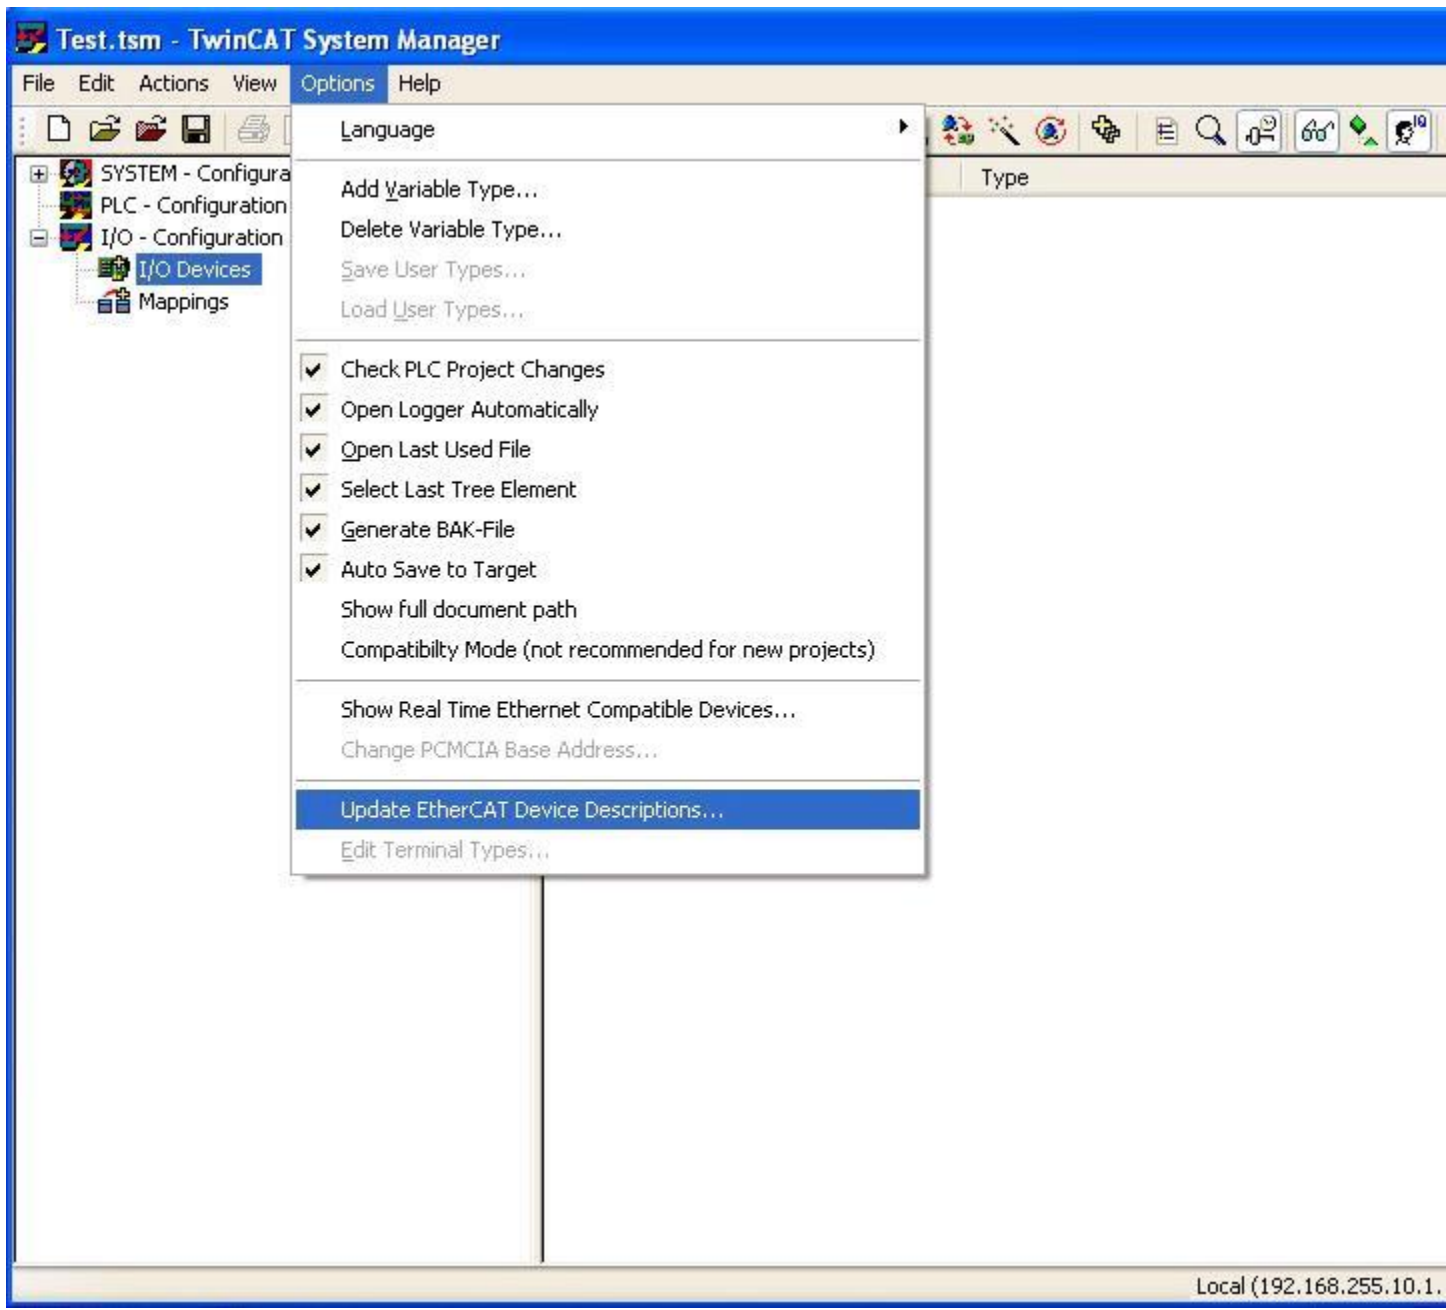 Test.tsm - TwinCAT System Manager
File Edit Actions View Options Help
Language
SYSTEM - Configura
Type
Add Variable Type...
PLC - Configuration
Delete Variable Type...
I/O - Configuration
I/O Devices
Save User Types...
Mappings
Load User Types...
Check PLC Project Changes
Open Logger Automatically
Open Last Used File
Select Last Tree Element
Generate BAK-File
Auto Save to Target
Show full document path
Compatibilty Mode (not recommended for new projects)
Show Real Time Ethernet Compatible Devices...
Change PCMCIA Base Address...
Update EtherCAT Device Descriptions...
Edit Terminal Types...
Local (192.168.255.10.1.